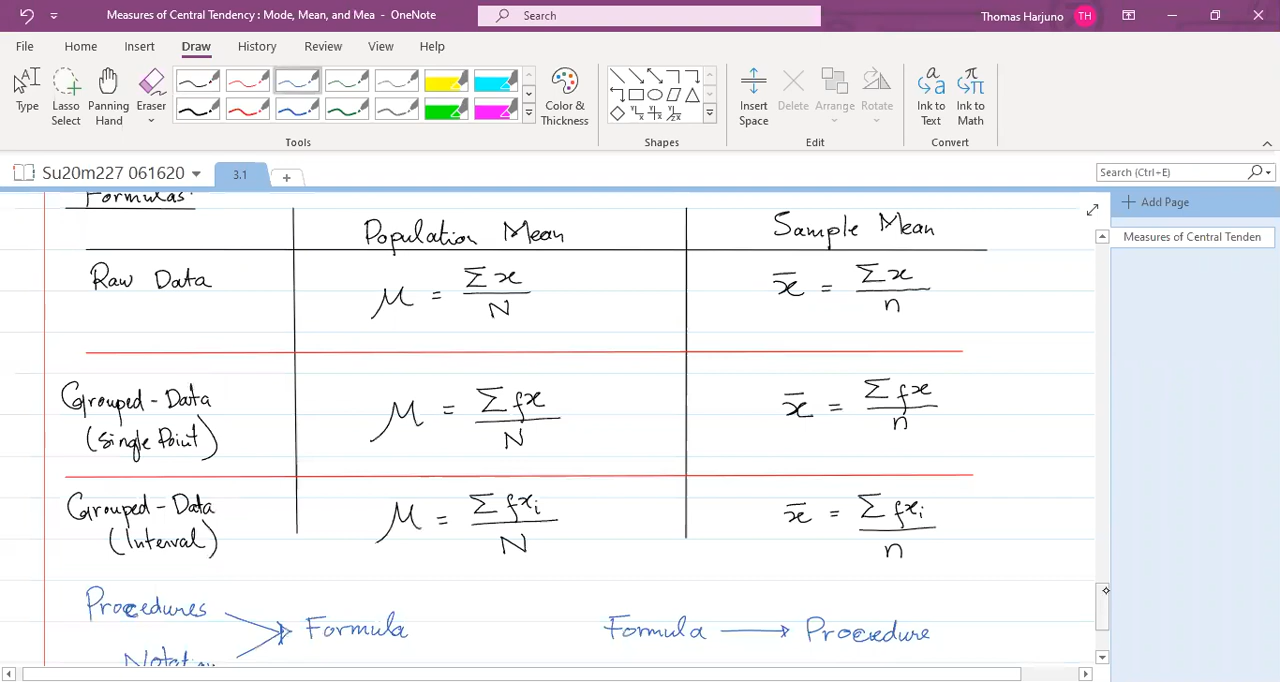 Measures of Central Tendency : Mode, Mean, and Mea - OneNote
Search
Thomas Harjuno
TH
File Home Insert Draw History Review View Help
Type
Lasso Select
Panning Hand
Eraser
Color & Thickness
Insert Space
Delete
Arrange
Rotate
Ink to Text
Ink to Math
Tools
Shapes
Edit
Convert
Su20m227 061620
3.1
Search (Ctrl+E)
Add Page
Measures of Central Tenden
Formulas:
Population Mean
Sample Mean
Raw Data
μ = Σx / N
x̄ = Σx / n
Grouped-Data
(Single Point)
μ = Σfx / N
x̄ = Σfx / n
Grouped-Data
(Interval)
μ = Σfxᵢ / N
x̄ = Σfxᵢ / n
Procedures
Notation
→ Formula
Formula → Procedure